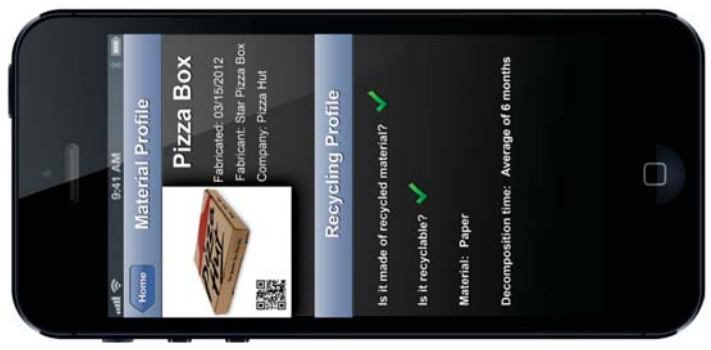 9:41 AM
Home
Material Profile
Pizza Hut
Pizza Box
Fabricated: 03/15/2012
Fabricant: Star Pizza Box
Company: Pizza Hut
Recycling Profile
Is it made of recycled material?
Is it recyclable?
Material: Paper
Decomposition time: Average of 6 months